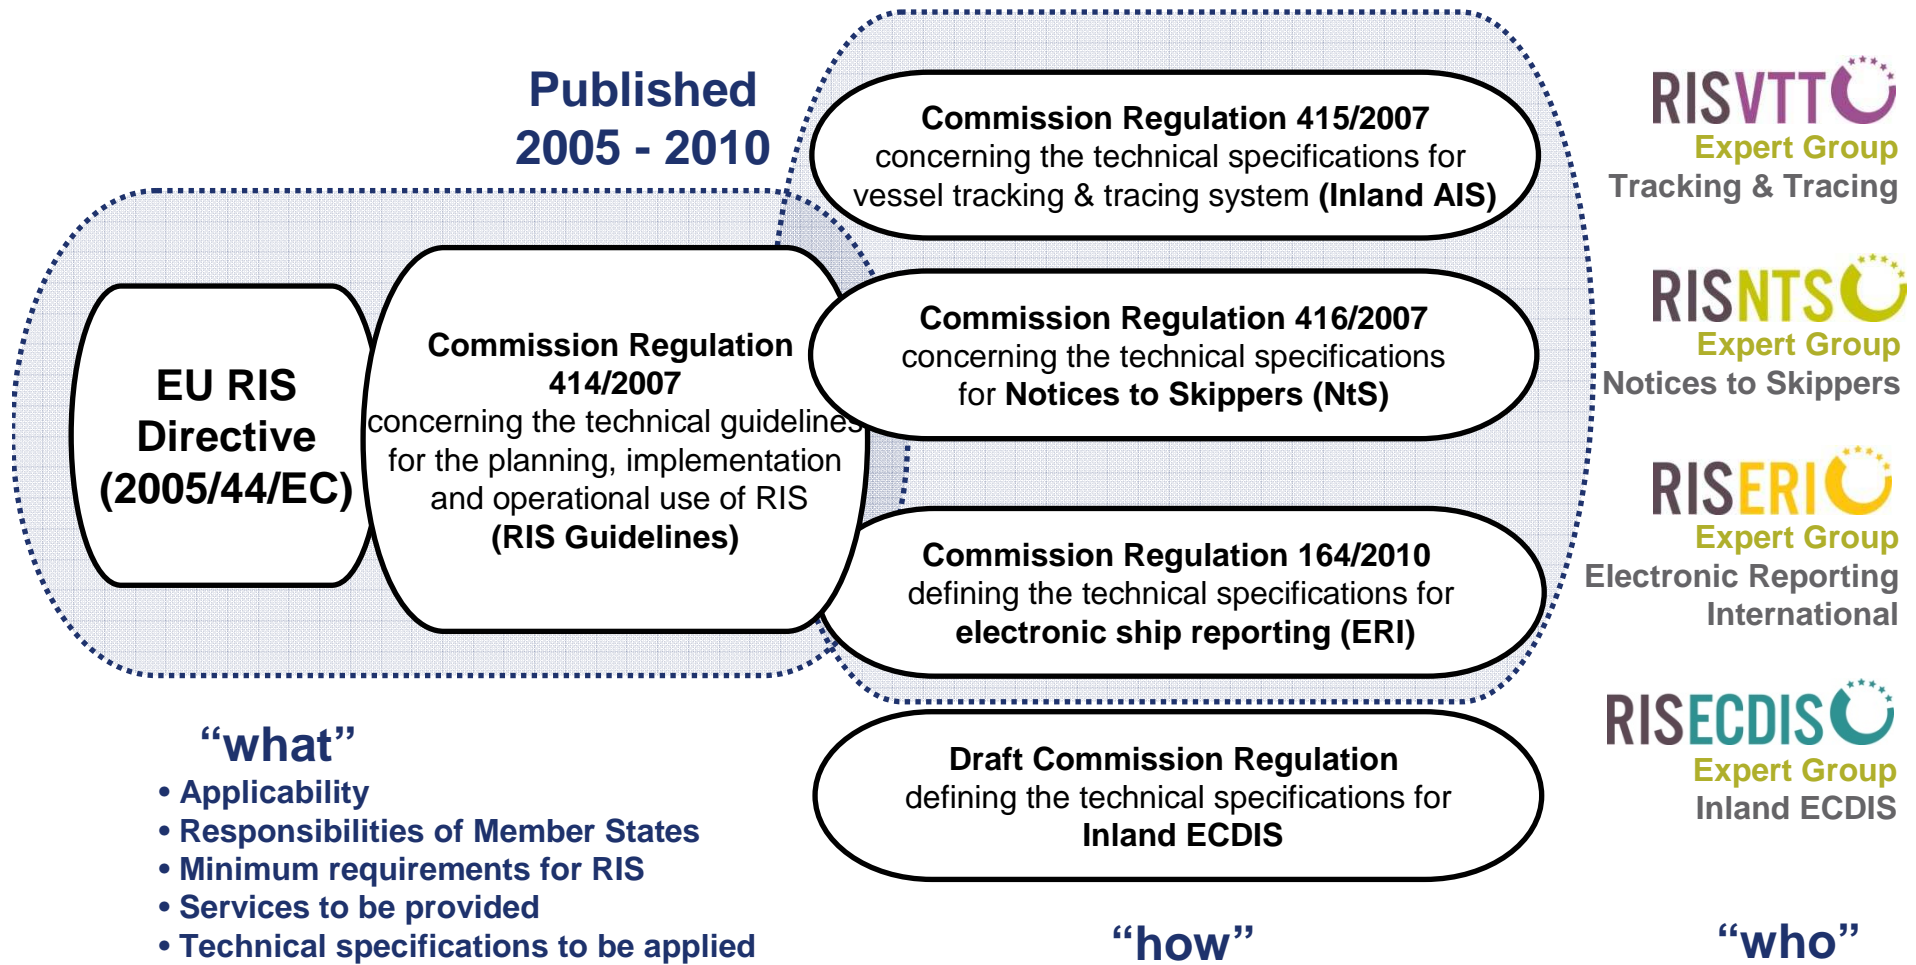 Published
2005 - 2010
EU RIS
Directive
(2005/44/EC)
Commission Regulation
414/2007
concerning the technical guidelines
for the planning, implementation
and operational use of RIS
(RIS Guidelines)
Commission Regulation 415/2007
concerning the technical specifications for
vessel tracking & tracing system (Inland AIS)
Commission Regulation 416/2007
concerning the technical specifications
for Notices to Skippers (NtS)
Commission Regulation 164/2010
defining the technical specifications for
electronic ship reporting (ERI)
Draft Commission Regulation
defining the technical specifications for
Inland ECDIS
RISVTT
Expert Group
Tracking & Tracing
RISNTS
Expert Group
Notices to Skippers
RISERI
Expert Group
Electronic Reporting
International
RISECDIS
Expert Group
Inland ECDIS
“what”
• Applicability
• Responsibilities of Member States
• Minimum requirements for RIS
• Services to be provided
• Technical specifications to be applied
“how”
“who”